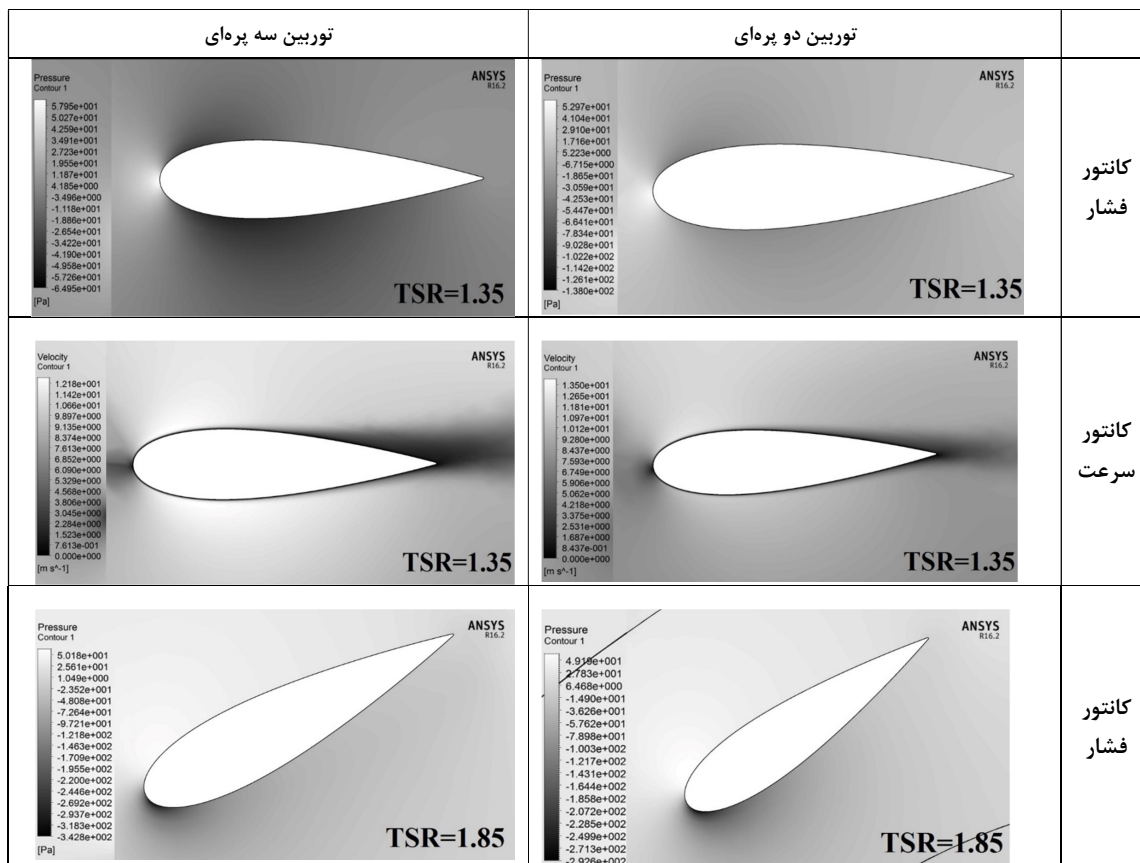 توربین دو پره‌ای
توربین سه پره‌ای
کانتور
فشار
Pressure
Contour 1
5.297e+001
4.104e+001
2.910e+001
1.716e+001
5.223e+000
-6.715e+000
-1.865e+001
-3.059e+001
-4.253e+001
-5.447e+001
-6.641e+001
-7.834e+001
-9.028e+001
-1.022e+002
-1.142e+002
-1.261e+002
-1.380e+002
[Pa]
ANSYS
R16.2
TSR=1.35
Pressure
Contour 1
5.795e+001
5.027e+001
4.259e+001
3.491e+001
2.723e+001
1.955e+001
1.187e+001
4.185e+000
-3.496e+000
-1.118e+001
-1.886e+001
-2.654e+001
-3.422e+001
-4.190e+001
-4.958e+001
-5.726e+001
-6.495e+001
[Pa]
ANSYS
R16.2
TSR=1.35
کانتور
سرعت
Velocity
Contour 1
1.350e+001
1.265e+001
1.181e+001
1.097e+001
1.012e+001
9.280e+000
8.437e+000
7.593e+000
6.749e+000
5.906e+000
5.062e+000
4.218e+000
3.375e+000
2.531e+000
1.687e+000
8.437e-001
0.000e+000
[m s^-1]
ANSYS
R16.2
TSR=1.35
Velocity
Contour 1
1.218e+001
1.142e+001
1.066e+001
9.897e+000
9.135e+000
8.374e+000
7.613e+000
6.852e+000
6.090e+000
5.329e+000
4.568e+000
3.806e+000
3.045e+000
2.284e+000
1.523e+000
7.613e-001
0.000e+000
[m s^-1]
ANSYS
R16.2
TSR=1.35
کانتور
فشار
Pressure
Contour 1
4.919e+001
2.783e+001
6.468e+000
-1.490e+001
-3.626e+001
-5.762e+001
-7.898e+001
-1.003e+002
-1.217e+002
-1.431e+002
-1.644e+002
-1.858e+002
-2.072e+002
-2.285e+002
-2.499e+002
-2.713e+002
-2.926e+002
ANSYS
R16.2
TSR=1.85
Pressure
Contour 1
5.018e+001
2.561e+001
1.049e+000
-2.352e+001
-4.808e+001
-7.264e+001
-9.721e+001
-1.218e+002
-1.463e+002
-1.709e+002
-1.955e+002
-2.200e+002
-2.446e+002
-2.692e+002
-2.937e+002
-3.183e+002
-3.428e+002
[Pa]
ANSYS
R16.2
TSR=1.85